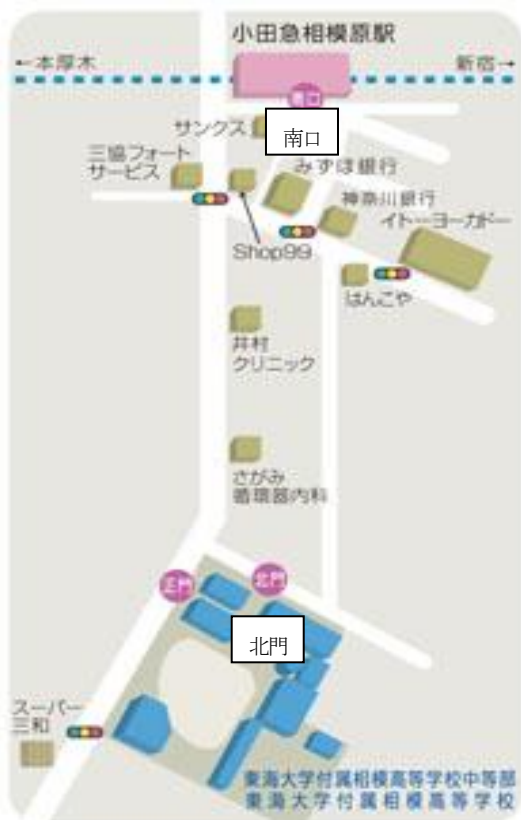 小田急相模原駅
←本厚木
新宿→
南口
南口
サンクス
三協フォート
サービス
みずほ銀行
神奈川銀行
イトーヨーカドー
Shop99
はんこや
井村
クリニック
さがみ
循環器内科
正門
北門
北門
スーパー
三和
東海大学付属相模高等学校中等部
東海大学付属相模高等学校